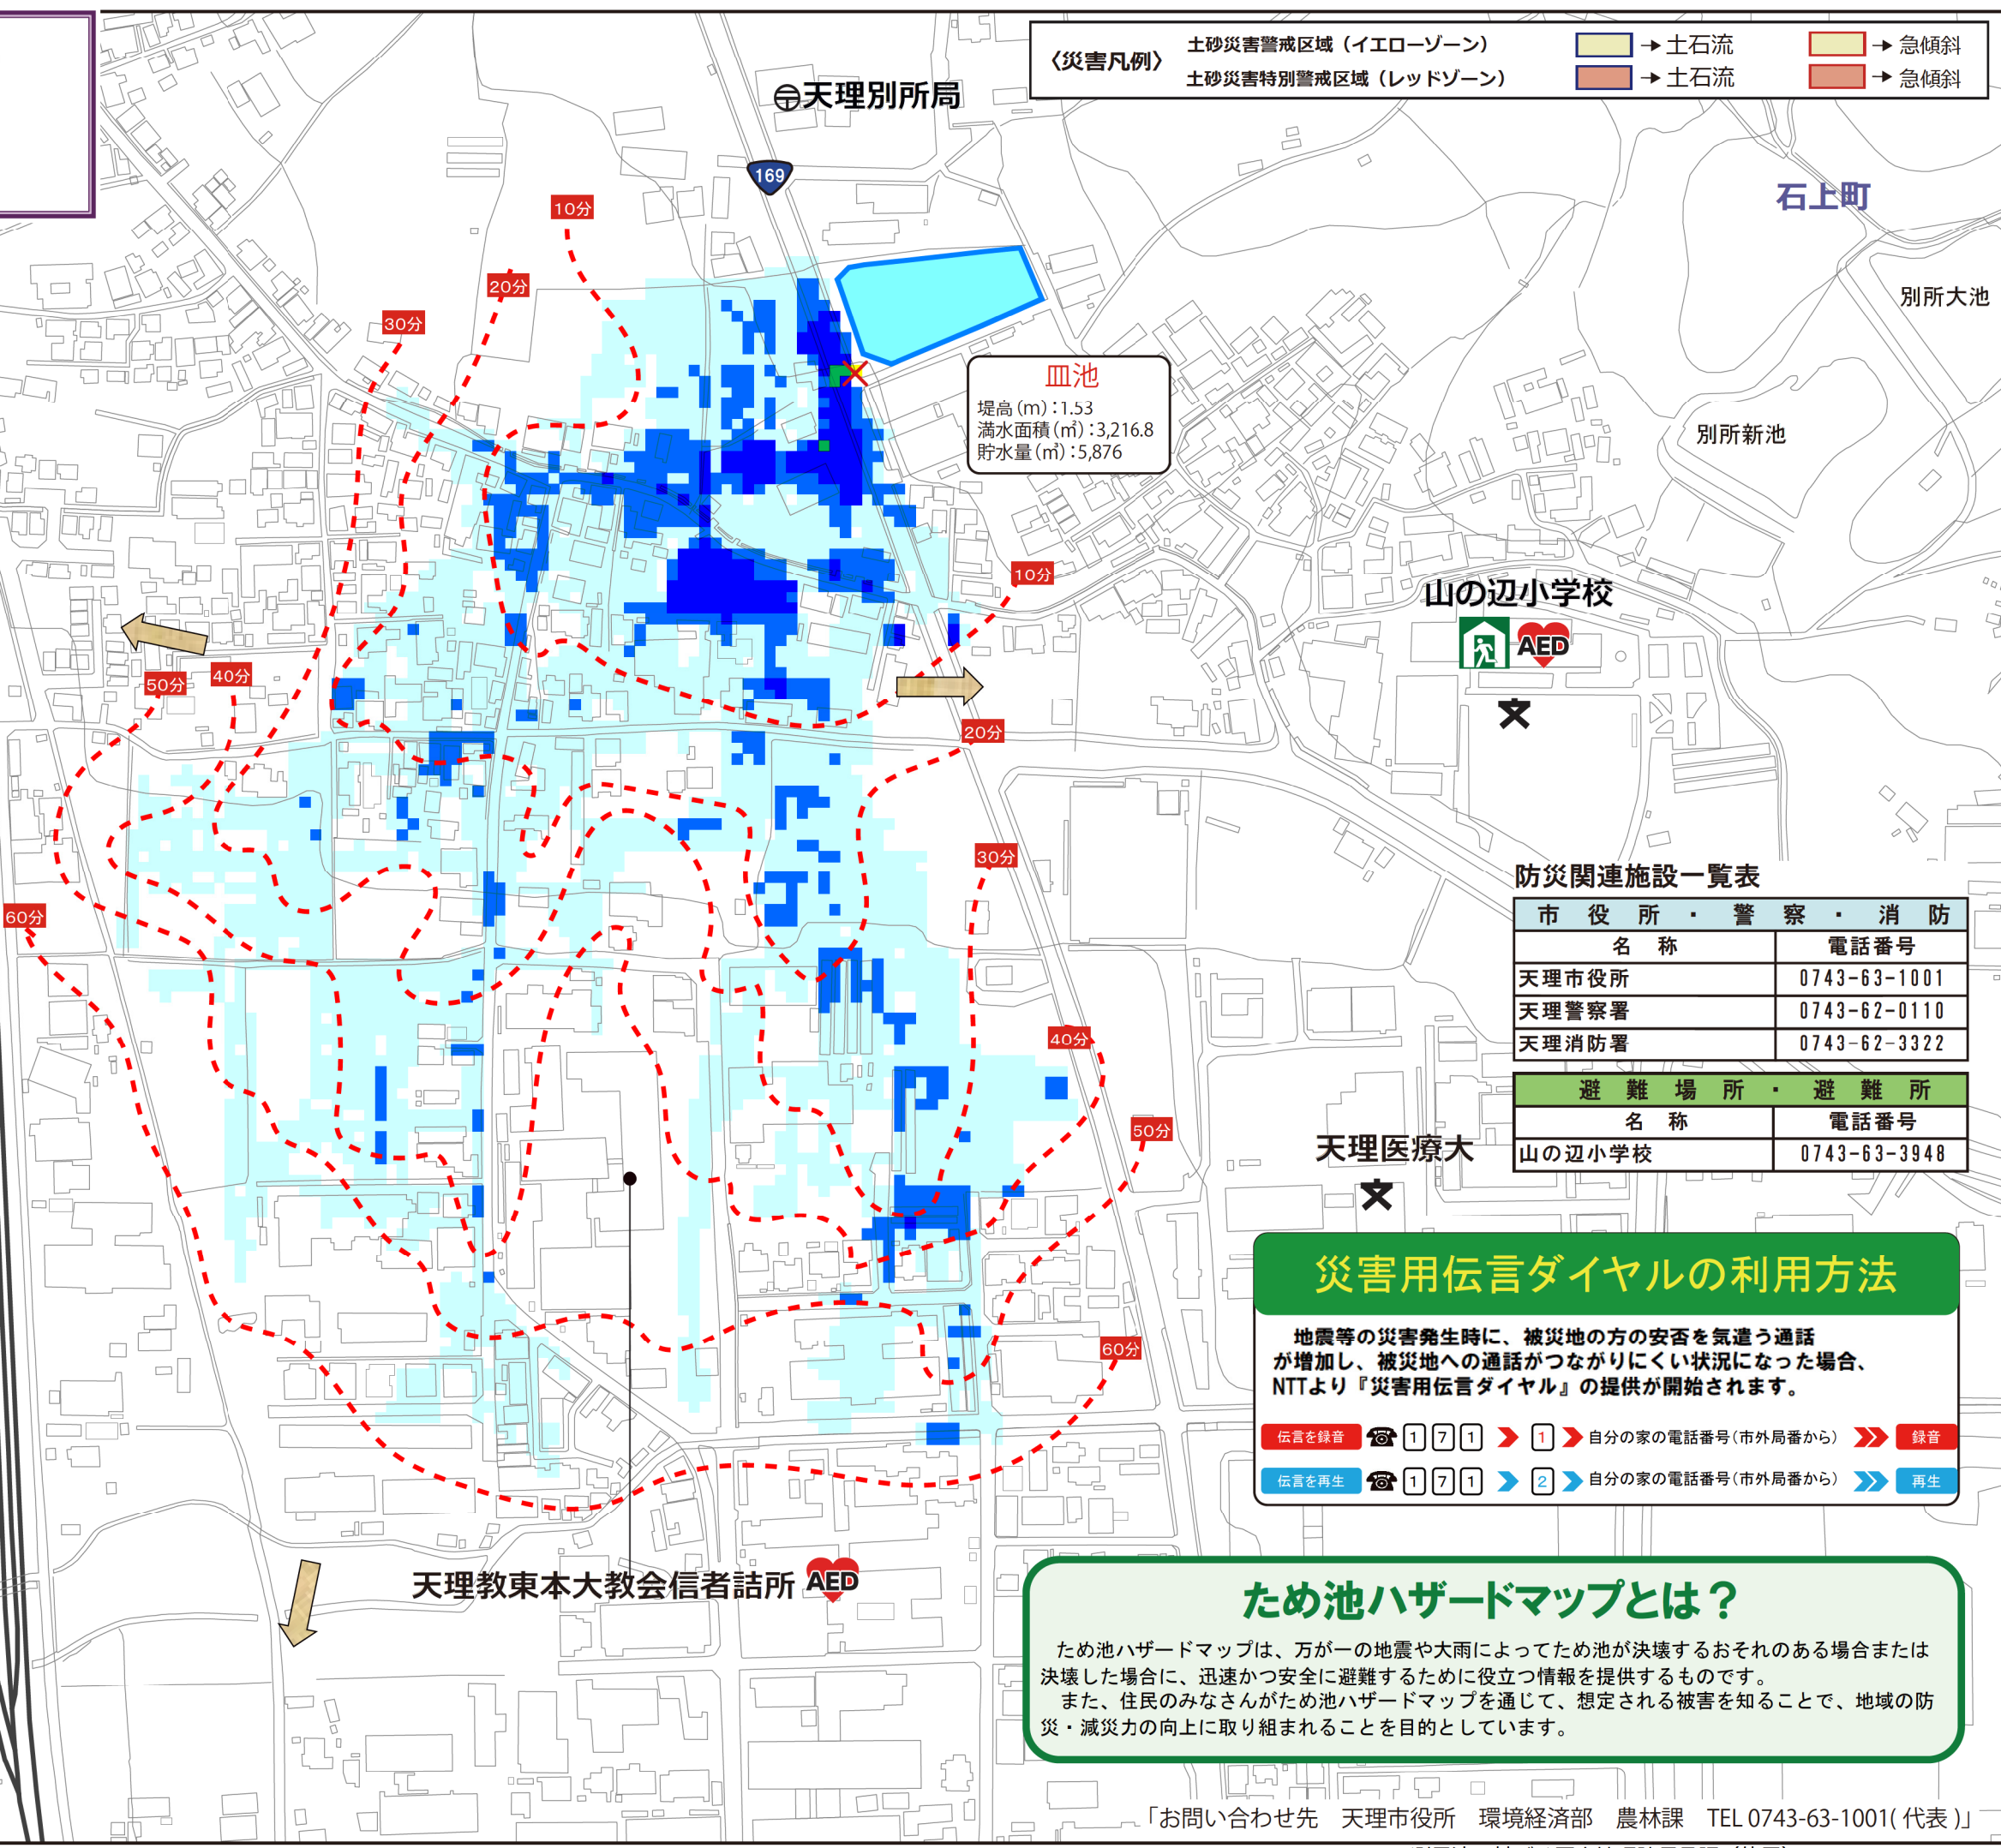 〈災害凡例〉
土砂災害警戒区域（イエローゾーン）
→土石流
→急傾斜
土砂災害特別警戒区域（レッドゾーン）
→土石流
→急傾斜
〒天理別所局
169
石上町
10分
20分
30分
別所大池
皿池
堤高（m）：1.53
満水面積（㎡）：3,216.8
貯水量（㎥）：5,876
別所新池
10分
山の辺小学校
AED
文
50分
40分
20分
30分
60分
40分
50分
60分
防災関連施設一覧表
市役所・警察・消防
名称 電話番号
天理市役所 0743-63-1001
天理警察署 0743-62-0110
天理消防署 0743-62-3322
避難場所・避難所
名称 電話番号
山の辺小学校 0743-63-3948
天理医療大
文
災害用伝言ダイヤルの利用方法
地震等の災害発生時に、被災地の方の安否を気遣う通話
が増加し、被災地への通話がつながりにくい状況になった場合、
NTTより『災害用伝言ダイヤル』の提供が開始されます。
伝言を録音 ☎ 1 7 1 1 自分の家の電話番号（市外局番から） 録音
伝言を再生 ☎ 1 7 1 2 自分の家の電話番号（市外局番から） 再生
天理教東本大教会信者詰所 AED
ため池ハザードマップとは？
ため池ハザードマップは、万が一の地震や大雨によってため池が決壊するおそれのある場合または
決壊した場合に、迅速かつ安全に避難するために役立つ情報を提供するものです。
また、住民のみなさんがため池ハザードマップを通じて、想定される被害を知ることで、地域の防
災・減災力の向上に取り組まれることを目的としています。
「お問い合わせ先　天理市役所　環境経済部　農林課　TEL 0743-63-1001(代表)」